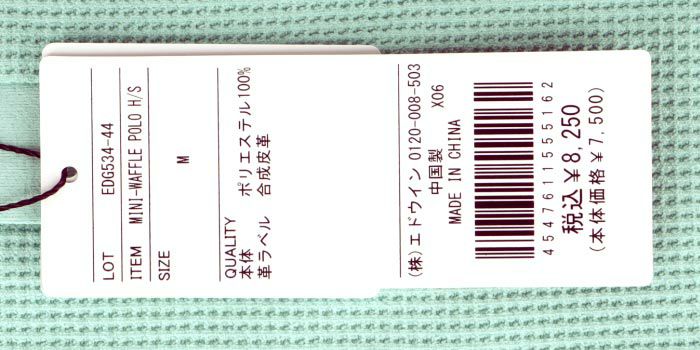 LOT EDG534-44
ITEM MINI-WAFFLE POLO H/S
SIZE M
QUALITY
本体 ポリエステル100%
革ラベル 合成皮革
(株)エドウイン 0120-008-503
中国製 X06
MADE IN CHINA
4547611555162
税込¥8,250
(本体価格¥7,500)